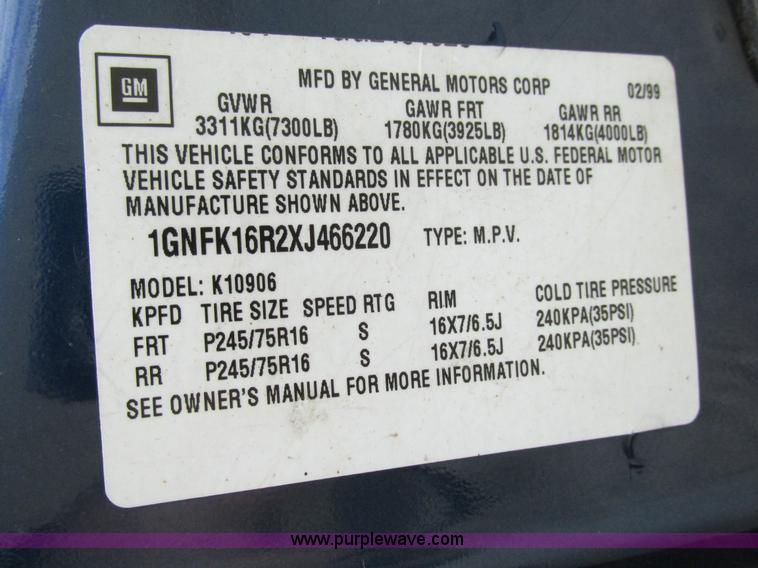 GM
MFD BY GENERAL MOTORS CORP 02/99
GVWR GAWR FRT GAWR RR
3311KG(7300LB) 1780KG(3925LB) 1814KG(4000LB)
THIS VEHICLE CONFORMS TO ALL APPLICABLE U.S. FEDERAL MOTOR
VEHICLE SAFETY STANDARDS IN EFFECT ON THE DATE OF
MANUFACTURE SHOWN ABOVE.
1GNFK16R2XJ466220 TYPE: M.P.V.
MODEL: K10906
KPFD TIRE SIZE SPEED RTG RIM COLD TIRE PRESSURE
FRT P245/75R16 S 16X7/6.5J 240KPA(35PSI)
RR P245/75R16 S 16X7/6.5J 240KPA(35PSI)
SEE OWNER'S MANUAL FOR MORE INFORMATION.
www.purplewave.com